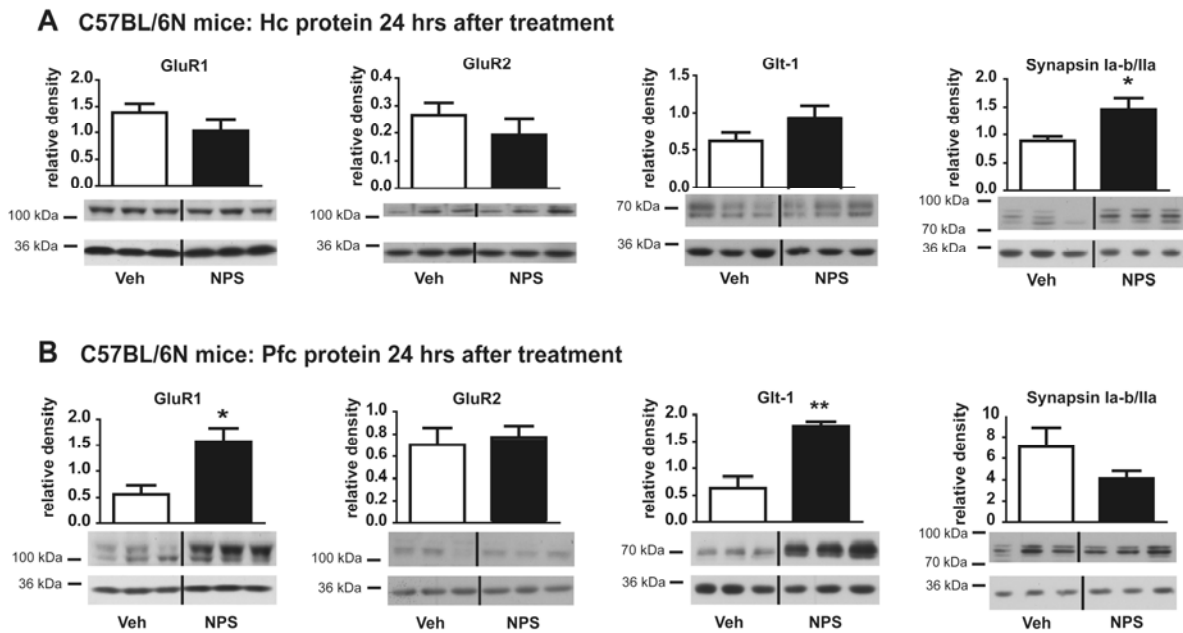 A C57BL/6N mice: Hc protein 24 hrs after treatment
GluR1
relative density
2.0
1.5
1.0
0.5
0.0
100 kDa
36 kDa
Veh NPS
GluR2
relative density
0.4
0.3
0.2
0.1
0.0
100 kDa
36 kDa
Veh NPS
Glt-1
relative density
1.5
1.0
0.5
0.0
70 kDa
36 kDa
Veh NPS
Synapsin Ia-b/IIa
relative density
2.0
1.5
1.0
0.5
0.0
*
100 kDa
70 kDa
36 kDa
Veh NPS
B C57BL/6N mice: Pfc protein 24 hrs after treatment
GluR1
relative density
2.0
1.5
1.0
0.5
0.0
*
100 kDa
36 kDa
Veh NPS
GluR2
relative density
1.0
0.8
0.6
0.4
0.2
0.0
100 kDa
36 kDa
Veh NPS
Glt-1
relative density
2.0
1.5
1.0
0.5
0.0
**
70 kDa
36 kDa
Veh NPS
Synapsin Ia-b/IIa
relative density
10
8
6
4
2
0
100 kDa
70 kDa
36 kDa
Veh NPS